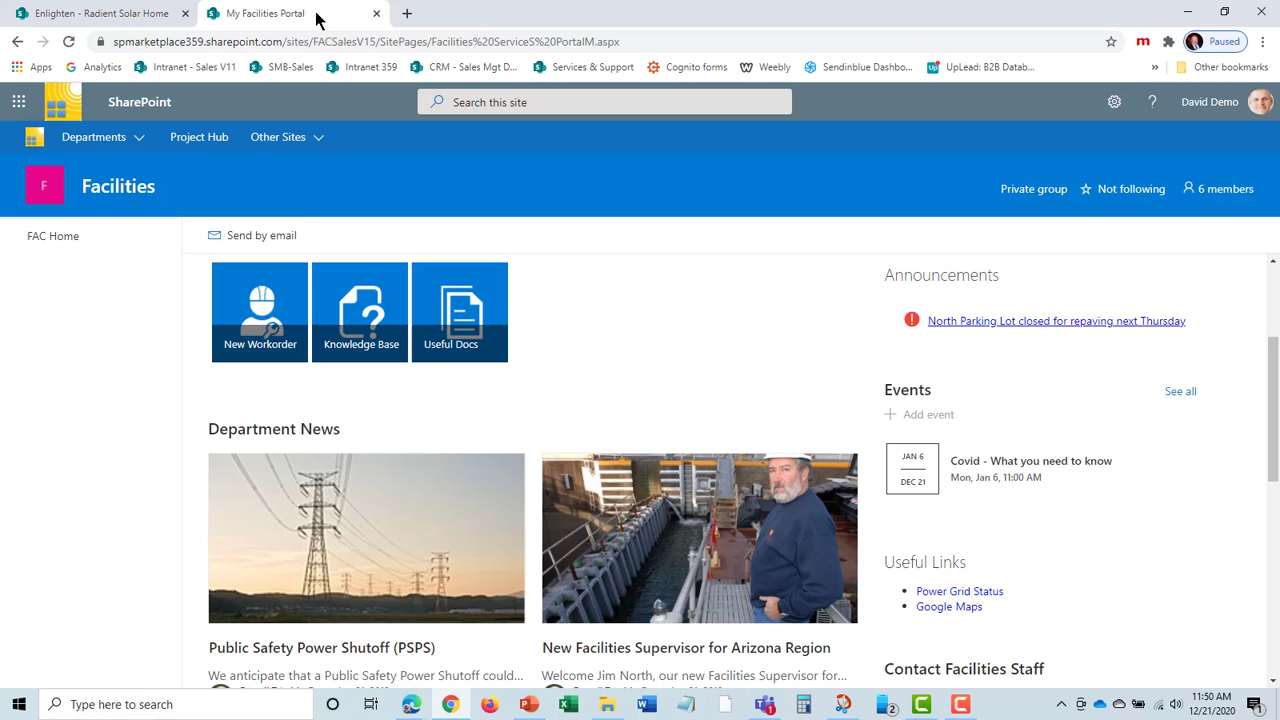 Enlighten - Radient Solar Home
My Facilities Portal
spmarketplace359.sharepoint.com/sites/FACSalesV15/SitePages/Facilities%20ServiceS%20PortalM.aspx
m
Paused
Apps
Analytics
Intranet - Sales V11
SMB-Sales
Intranet 359
CRM - Sales Mgt D...
Services & Support
Cognito forms
Weebly
Sendinblue Dashbo...
Up
UpLead: B2B Datab...
»
Other bookmarks
SharePoint
Search this site
?
David Demo
Departments
Project Hub
Other Sites
F
Facilities
Private group
Not following
6 members
FAC Home
Send by email
New Workorder
Knowledge Base
Useful Docs
Announcements
North Parking Lot closed for repaving next Thursday
Events
See all
Add event
JAN 6
DEC 21
Covid - What you need to know
Mon, Jan 6, 11:00 AM
Department News
Useful Links
Power Grid Status
Google Maps
Public Safety Power Shutoff (PSPS)
We anticipate that a Public Safety Power Shutoff could...
New Facilities Supervisor for Arizona Region
Welcome Jim North, our new Facilities Supervisor for...
Contact Facilities Staff
Type here to search
11:50 AM
12/21/2020